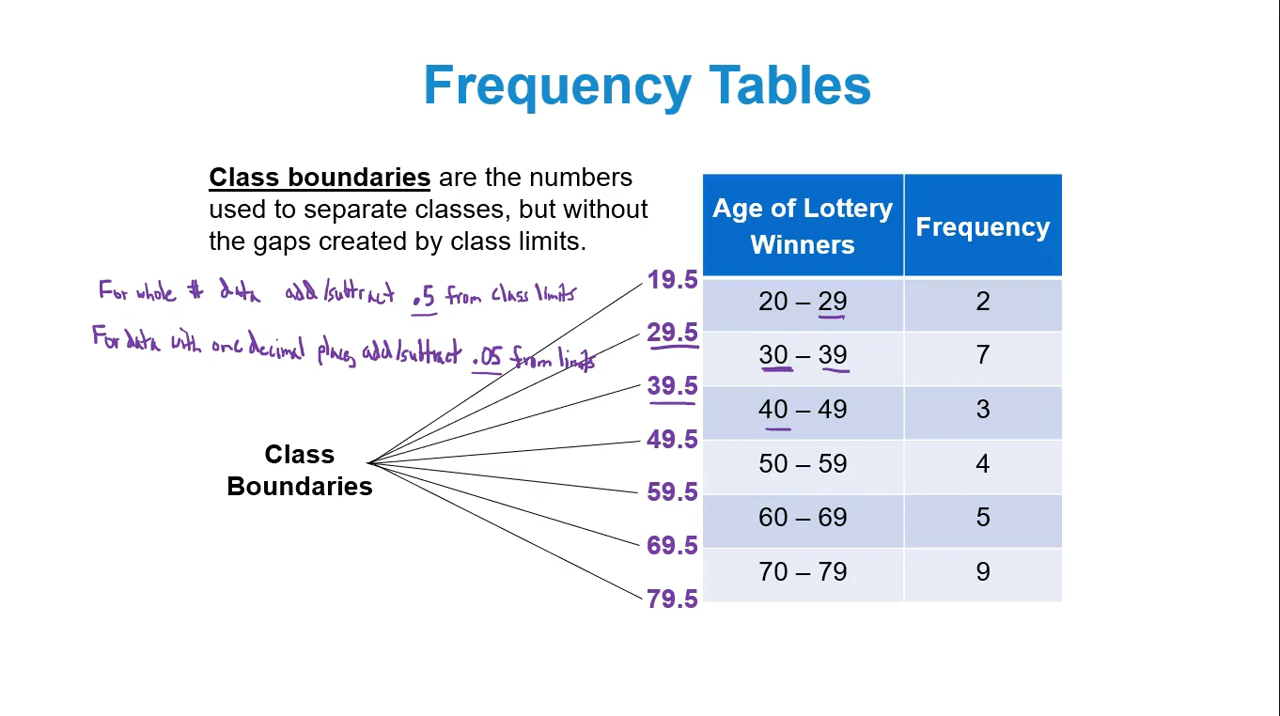 Frequency Tables
Class boundaries are the numbers
used to separate classes, but without
the gaps created by class limits.
For whole # data add/subtract .5 from class limits
For data with one decimal place, add/subtract .05 from limits
Class
Boundaries
19.5
29.5
39.5
49.5
59.5
69.5
79.5
Age of Lottery
Winners
Frequency
20 – 29 2
30 – 39 7
40 – 49 3
50 – 59 4
60 – 69 5
70 – 79 9